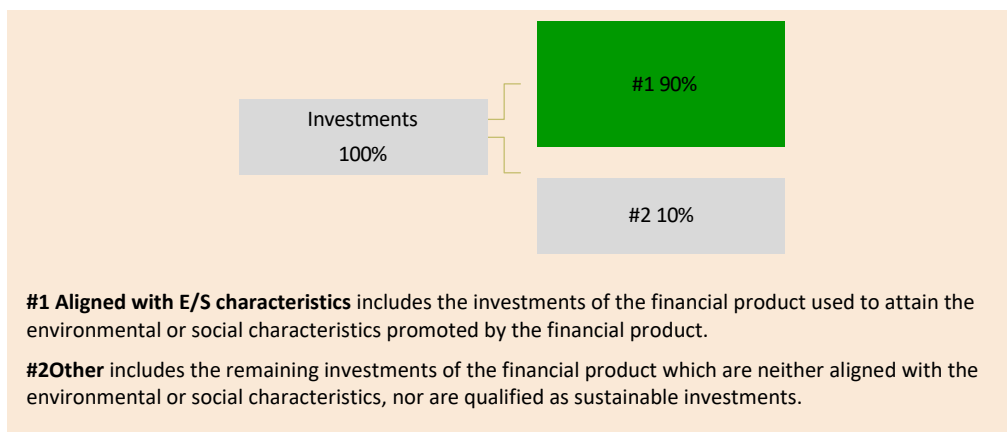 #1 90%
Investments
100%
#2 10%
#1 Aligned with E/S characteristics includes the investments of the financial product used to attain the
environmental or social characteristics promoted by the financial product.
#2Other includes the remaining investments of the financial product which are neither aligned with the
environmental or social characteristics, nor are qualified as sustainable investments.